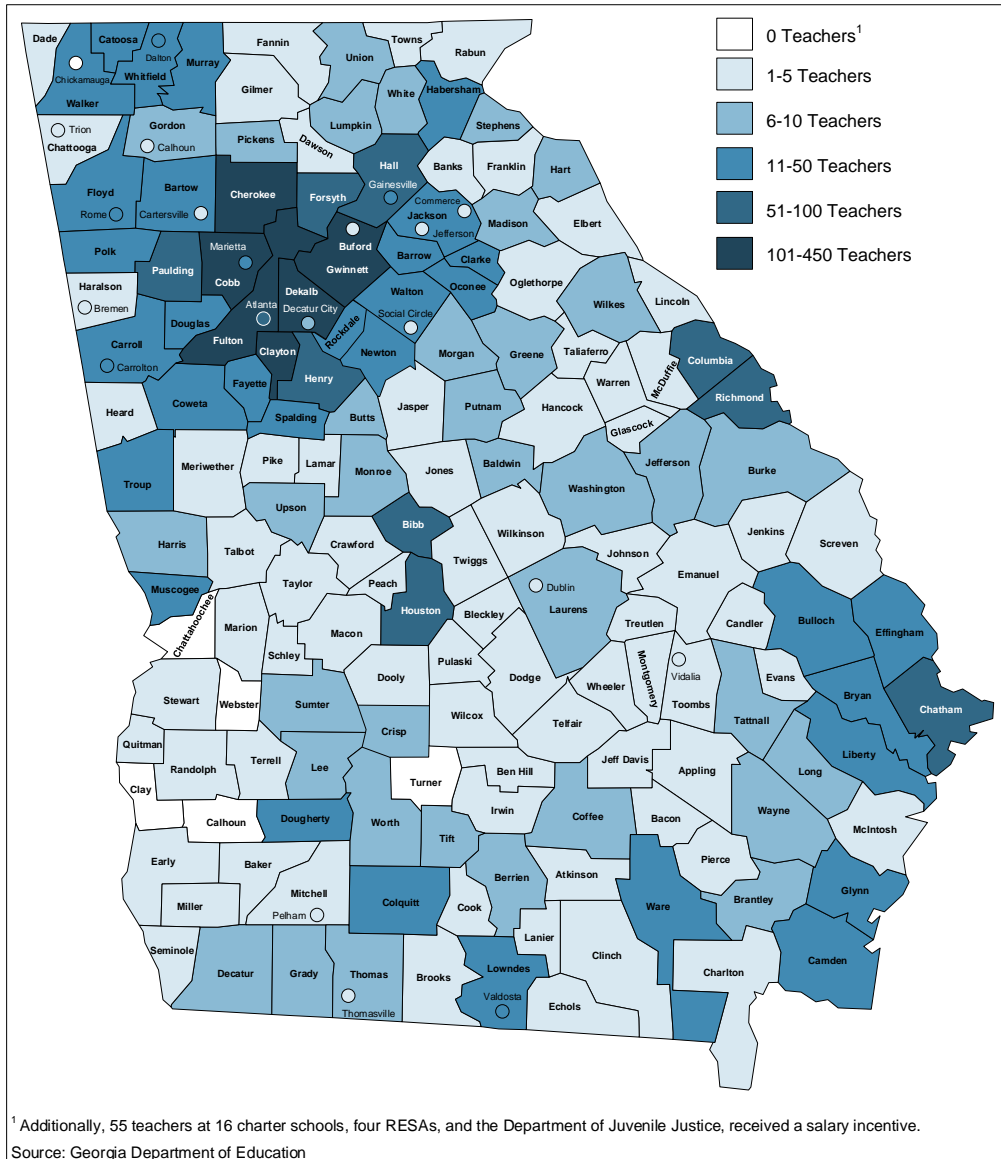 0 Teachers1
1-5 Teachers
6-10 Teachers
11-50 Teachers
51-100 Teachers
101-450 Teachers
Dade
Catoosa
Dalton
Chickamauga
Whitfield
Murray
Walker
Fannin
Gilmer
Union
Towns
Rabun
White
Habersham
Lumpkin
Stephens
Trion
Chattooga
Gordon
Calhoun
Pickens
Dawson
Hall
Gainesville
Banks
Franklin
Hart
Floyd
Rome
Bartow
Cartersville
Cherokee
Forsyth
Commerce
Jackson
Jefferson
Madison
Elbert
Polk
Paulding
Marietta
Cobb
Buford
Gwinnett
Barrow
Clarke
Oconee
Oglethorpe
Wilkes
Lincoln
Haralson
Bremen
Douglas
Atlanta
Fulton
Dekalb
Decatur City
Rockdale
Walton
Social Circle
Carroll
Carrolton
Clayton
Henry
Newton
Morgan
Greene
Taliaferro
Columbia
McDuffie
Warren
Richmond
Heard
Coweta
Fayette
Spalding
Butts
Jasper
Putnam
Hancock
Glascock
Troup
Meriwether
Pike
Lamar
Monroe
Jones
Baldwin
Washington
Jefferson
Burke
Upson
Bibb
Wilkinson
Jenkins
Screven
Harris
Talbot
Crawford
Twiggs
Johnson
Emanuel
Muscogee
Taylor
Peach
Houston
Bleckley
Dublin
Laurens
Treutlen
Candler
Bulloch
Effingham
Chattahoochee
Marion
Schley
Macon
Pulaski
Dodge
Wheeler
Montgomery
Vidalia
Toombs
Evans
Bryan
Chatham
Stewart
Webster
Sumter
Dooly
Crisp
Wilcox
Telfair
Tattnall
Liberty
Long
Quitman
Randolph
Terrell
Lee
Turner
Ben Hill
Jeff Davis
Appling
Wayne
Clay
Calhoun
Dougherty
Worth
Tift
Irwin
Coffee
Bacon
McIntosh
Early
Baker
Mitchell
Miller
Pelham
Colquitt
Cook
Berrien
Atkinson
Ware
Pierce
Brantley
Glynn
Seminole
Decatur
Grady
Thomas
Thomasville
Brooks
Lowndes
Valdosta
Lanier
Clinch
Echols
Charlton
Camden
1 Additionally, 55 teachers at 16 charter schools, four RESAs, and the Department of Juvenile Justice, received a salary incentive.
Source: Georgia Department of Education